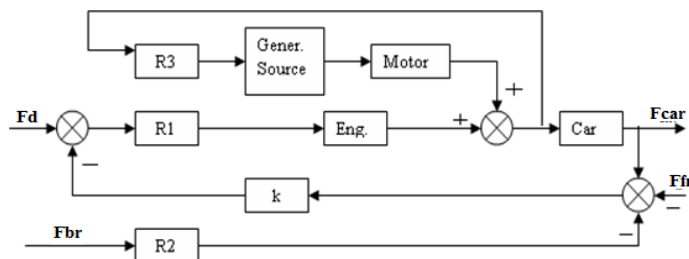 R3
Gener.
Source
Motor
+
Fd
R1
Eng.
+
Car
Fcar
−
k
Ffr
−
Fbr
R2
−